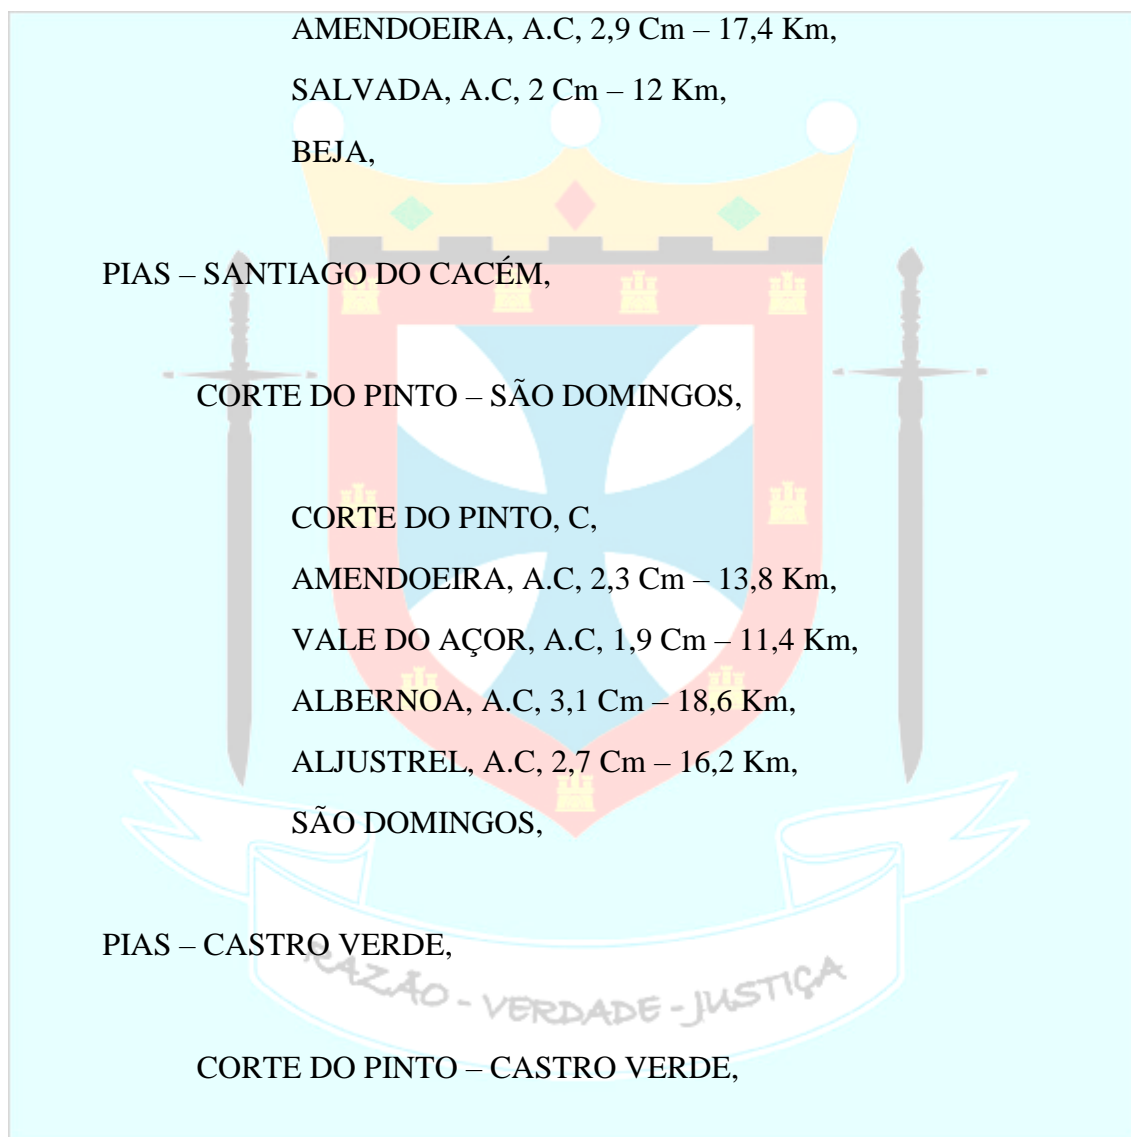 AMENDOEIRA, A.C, 2,9 Cm – 17,4 Km,
SALVADA, A.C, 2 Cm – 12 Km,
BEJA,
PIAS – SANTIAGO DO CACÉM,
CORTE DO PINTO – SÃO DOMINGOS,
CORTE DO PINTO, C,
AMENDOEIRA, A.C, 2,3 Cm – 13,8 Km,
VALE DO AÇOR, A.C, 1,9 Cm – 11,4 Km,
ALBERNOA, A.C, 3,1 Cm – 18,6 Km,
ALJUSTREL, A.C, 2,7 Cm – 16,2 Km,
SÃO DOMINGOS,
PIAS – CASTRO VERDE,
RAZÃO - VERDADE - JUSTIÇA
CORTE DO PINTO – CASTRO VERDE,